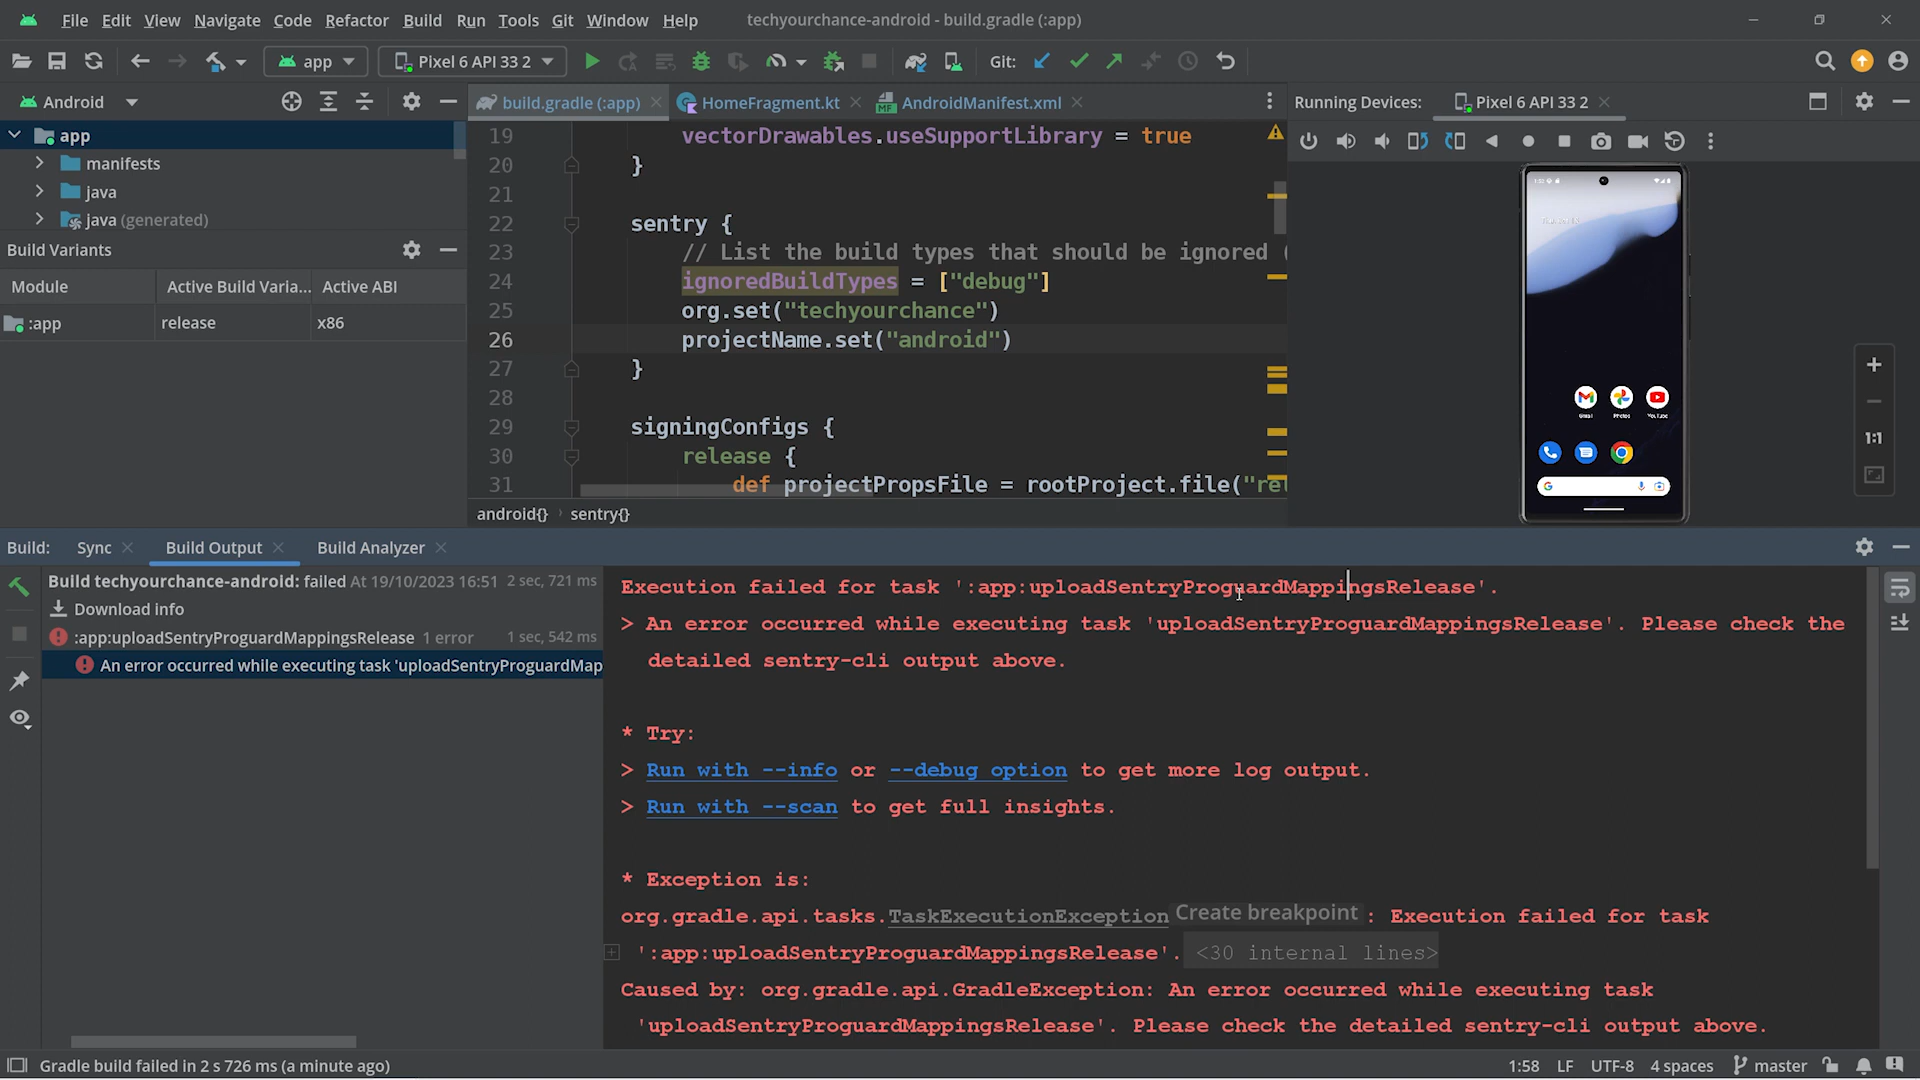 File Edit View Navigate Code Refactor Build Run Tools Git Window Help techyourchance-android - build.gradle (:app)
app Pixel 6 API 33 2 Git:
Android
build.gradle (:app) HomeFragment.kt AndroidManifest.xml
Running Devices: Pixel 6 API 33 2
app
manifests
java
java (generated)
Build Variants
Module Active Build Varia... Active ABI
:app release x86
19 vectorDrawables.useSupportLibrary = true
20 }
21
22 sentry {
23 // List the build types that should be ignored (
24 ignoredBuildTypes = ["debug"]
25 org.set("techyourchance")
26 projectName.set("android")
27 }
28
29 signingConfigs {
30 release {
31 def projectPropsFile = rootProject.file("rel
android{} › sentry{}
Gmail Photos YouTube
1:1
Build: Sync Build Output Build Analyzer
Build techyourchance-android: failed At 19/10/2023 16:51 2 sec, 721 ms
Download info
:app:uploadSentryProguardMappingsRelease 1 error 1 sec, 542 ms
An error occurred while executing task 'uploadSentryProguardMap
Execution failed for task ':app:uploadSentryProguardMappingsRelease'.
> An error occurred while executing task 'uploadSentryProguardMappingsRelease'. Please check the
detailed sentry-cli output above.
* Try:
> Run with --info or --debug option to get more log output.
> Run with --scan to get full insights.
* Exception is:
org.gradle.api.tasks.TaskExecutionException Create breakpoint : Execution failed for task
':app:uploadSentryProguardMappingsRelease'. <30 internal lines>
Caused by: org.gradle.api.GradleException: An error occurred while executing task
'uploadSentryProguardMappingsRelease'. Please check the detailed sentry-cli output above.
Gradle build failed in 2 s 726 ms (a minute ago) 1:58 LF UTF-8 4 spaces master